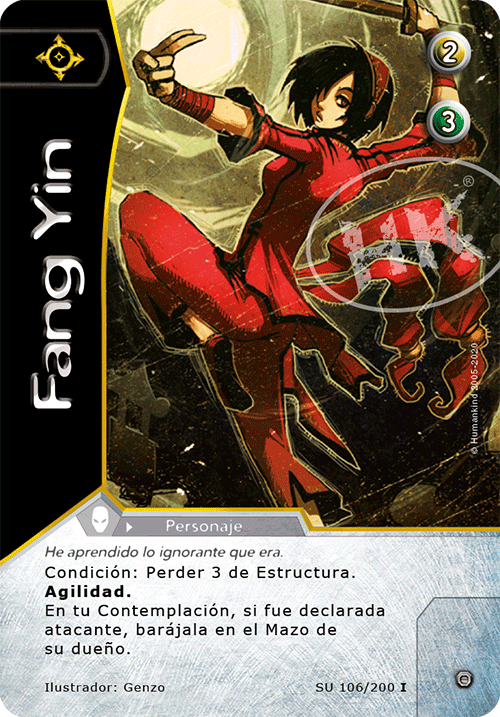 2
3
Fang Yin
HK®
© Humankind 2005-2020
Personaje
He aprendido lo ignorante que era.
Condición: Perder 3 de Estructura.
Agilidad.
En tu Contemplación, si fue declarada
atacante, barájala en el Mazo de
su dueño.
Ilustrador: Genzo SU 106/200 I